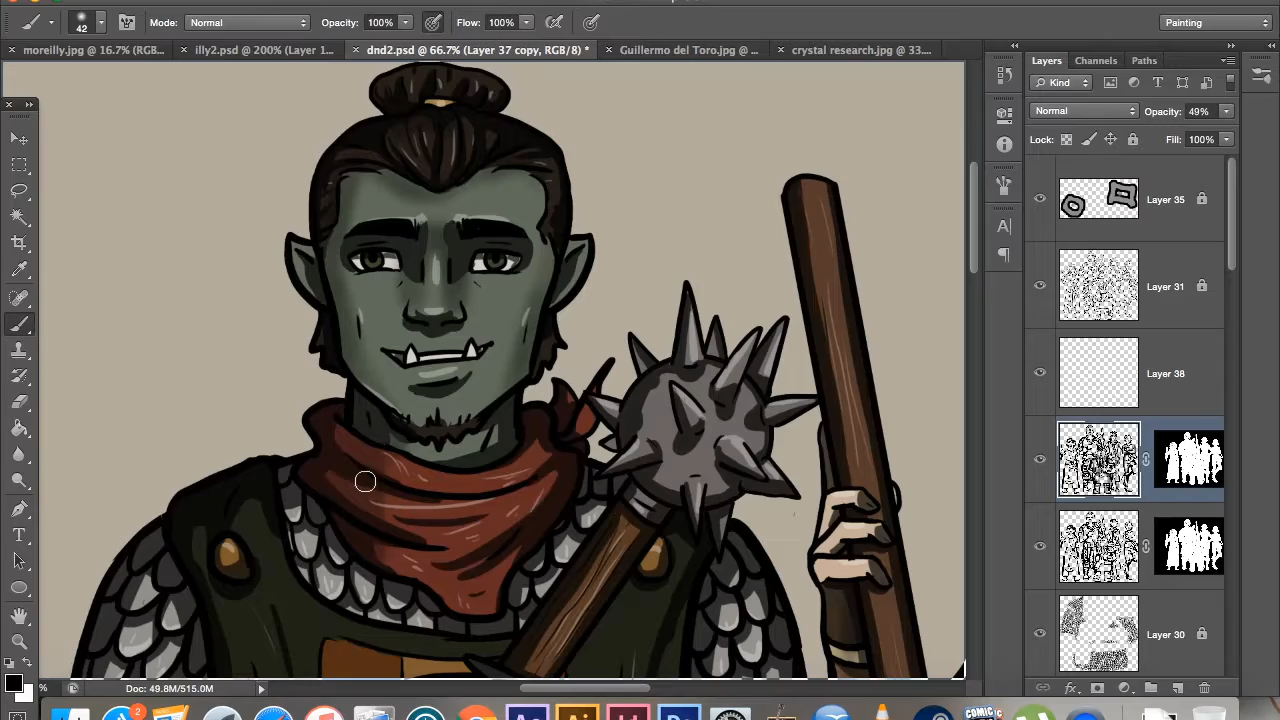 42 Mode: Normal Opacity: 100% Flow: 100% Painting
moreilly.jpg @ 16.7% (RGB... illy2.psd @ 200% (Layer 1... dnd2.psd @ 66.7% (Layer 37 copy, RGB/8) * Guillermo del Toro.jpg @ ... crystal research.jpg @ 33....
Layers Channels Paths
Kind
Normal Opacity: 49%
Lock: Fill: 100%
Layer 35
Layer 31
Layer 38
Layer 30
% Doc: 49.8M/515.0M
2